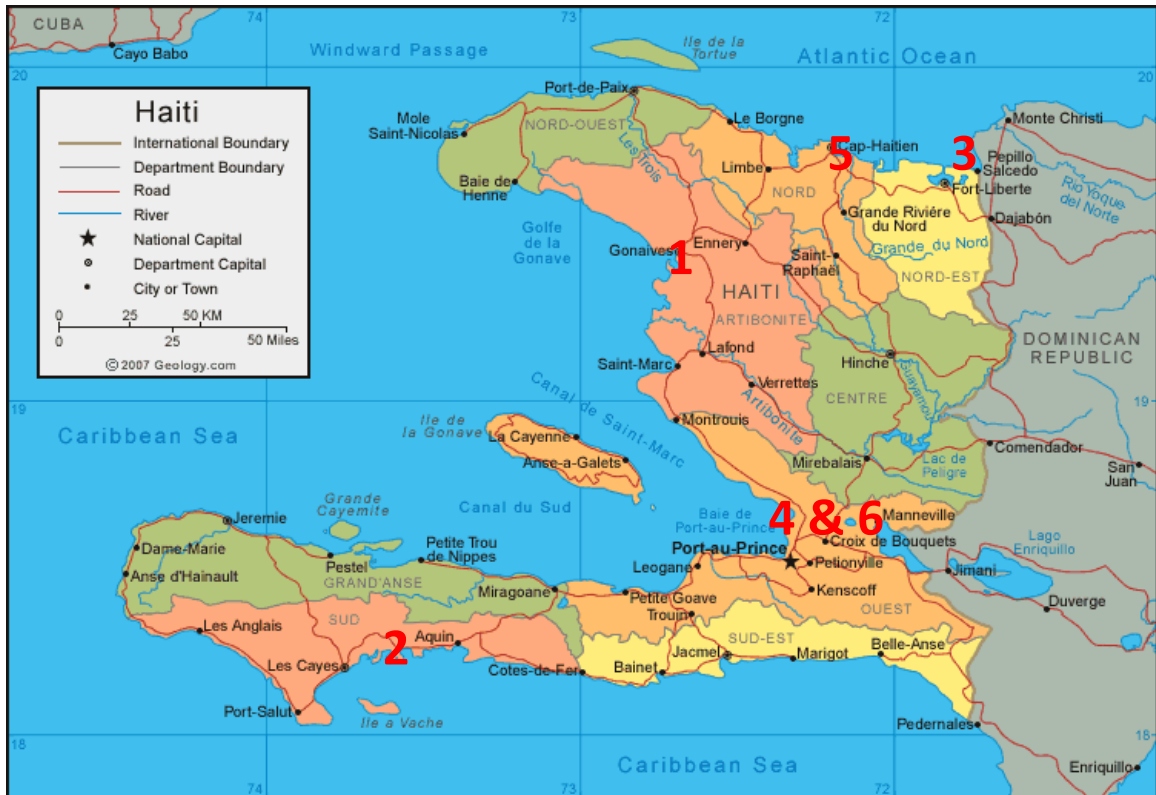 CUBA
74
73
72
Cayo Babo
Windward Passage
Ile de la
Tortue
Atlantic Ocean
20
20
Haiti
International Boundary
Department Boundary
Road
River
National Capital
Department Capital
City or Town
0 25 50 KM
0 25 50 Miles
© 2007 Geology.com
Port-de-Paix
Mole
Saint-Nicolas
NORD-OUEST
Les Trois
Le Borgne
Baie de
Henne
Limbe
NORD
5
Cap-Haitien
3
Monte Christi
Pepillo
Salcedo
Fort-Liberte
Rio Yoque
del Norte
Dajabón
Grande Riviére
du Nord
Grande du Nord
NORD-EST
Golfe
de la
Gonave
Gonaives
1
Ennery
Saint-
Raphaël
HAITI
ARTIBONITE
DOMINICAN
REPUBLIC
Lafond
Saint-Marc
Hinche
Guayamou
Verrettes
CENTRE
19
19
Canal de Saint-Marc
Artibonite
Montrouis
Caribbean Sea
Ile de
la Gonave
La Cayenne
Anse-a-Galets
Mirebalais
Lac de
Peligre
Comendador
San
Juan
Canal du Sud
Grande
Cayemite
Baie de
Port-au-Prince
4 & 6
Manneville
Croix de Bouquets
Lago
Enriquillo
Jeremie
Dame-Marie
Anse d'Hainault
Pestel
GRAND'ANSE
Petite Trou
de Nippes
Miragoane
Port-au-Prince
Leogane
Petionville
Kenscoff
Jimani
Duverge
Petite Goave
Trouin
OUEST
SUD
Les Anglais
2
Aquin
Les Cayes
Cotes-de-Fer
SUD-EST
Jacmel
Bainet
Marigot
Belle-Anse
Port-Salut
Ile a Vache
Pedernales
18
18
Caribbean Sea
Enriquillo
74
73
72